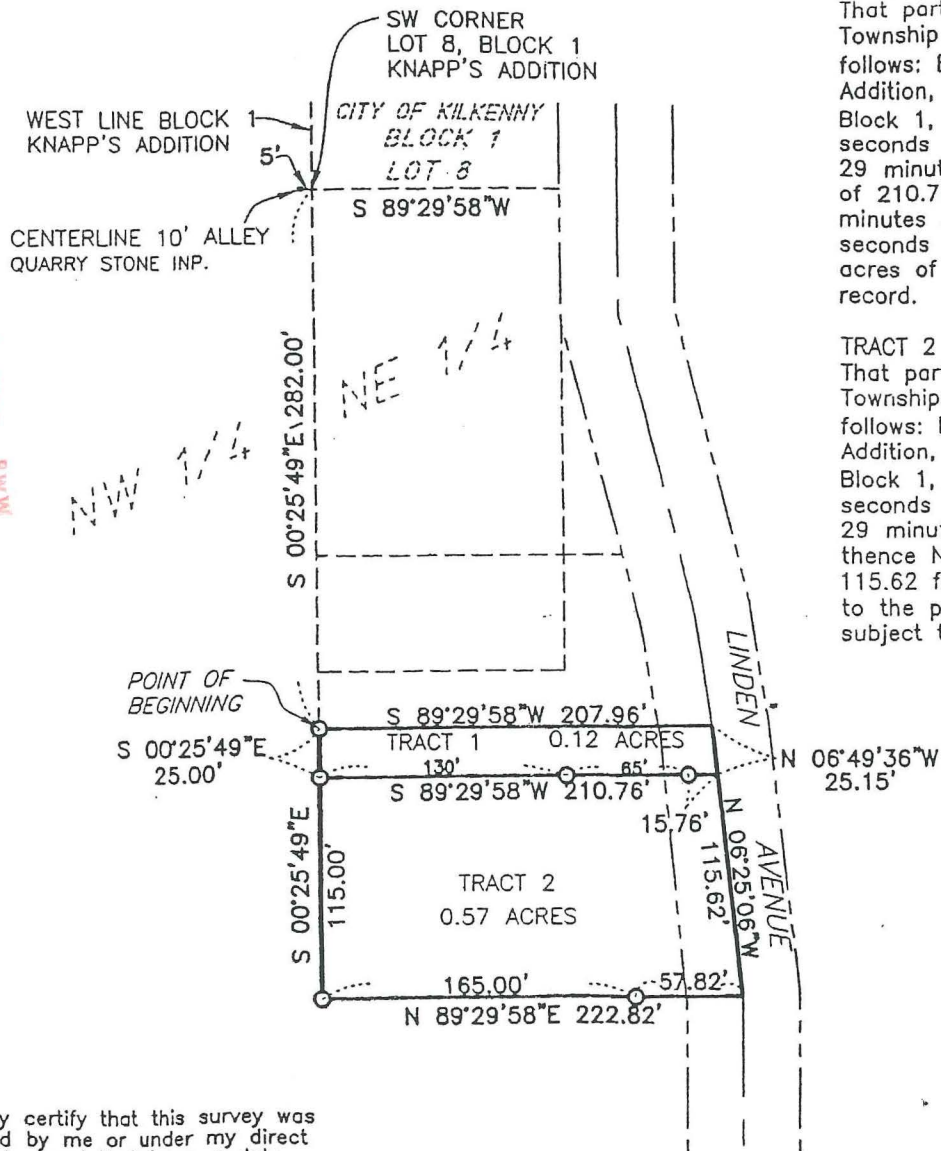 SW CORNER
LOT 8, BLOCK 1
KNAPP'S ADDITION
WEST LINE BLOCK 1
KNAPP'S ADDITION
5'
CITY OF KILKENNY
BLOCK 1
LOT 8
S 89°29'58"W
CENTERLINE 10' ALLEY
QUARRY STONE INP.
S 00°25'49"E 282.00'
NW 1/4 NE 1/4
POINT OF
BEGINNING
S 89°29'58"W 207.96'
TRACT 1 0.12 ACRES
S 00°25'49"E
25.00'
130' 65'
S 89°29'58"W 210.76'
15.76'
N 06°49'36"W
25.15'
LINDEN
AVENUE
S 00°25'49"E
115.00'
TRACT 2
0.57 ACRES
N 06°25'06"W
115.62'
165.00' 57.82'
N 89°29'58"E 222.82'
That part
Township
follows: B
Addition,
Block 1,
seconds
29 minut
of 210.7
minutes
seconds
acres of
record.
TRACT 2
That par
Township
follows:
Addition,
Block 1,
seconds
29 minu
thence N
115.62 f
to the p
subject t
y certify that this survey was
d by me or under my direct